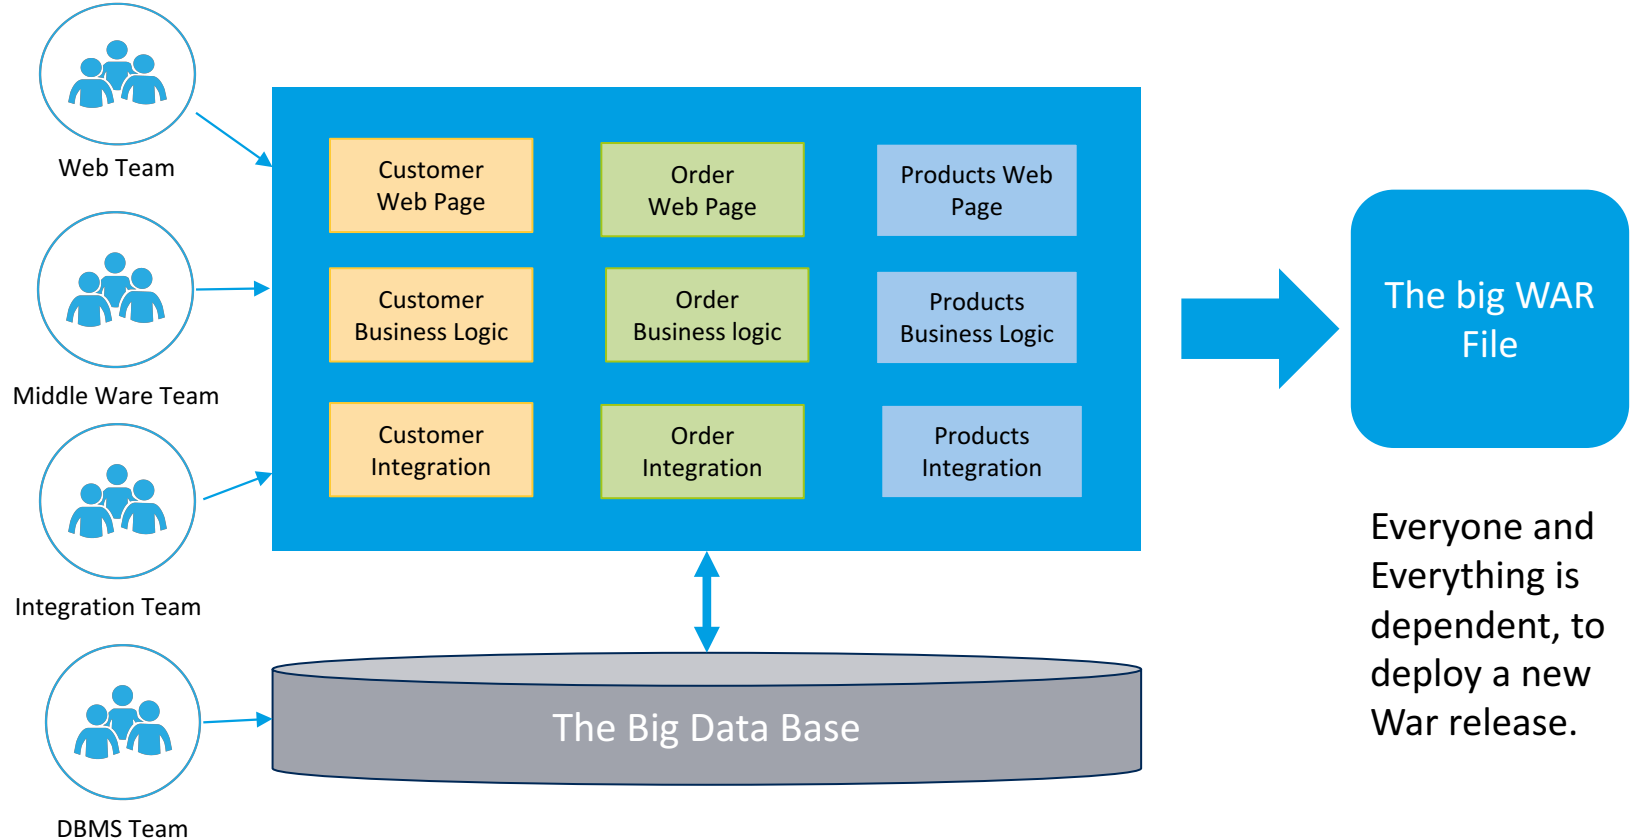 Web Team
Middle Ware Team
Integration Team
DBMS Team
Customer
Web Page
Order
Web Page
Products Web
Page
Customer
Business Logic
Order
Business logic
Products
Business Logic
Customer
Integration
Order
Integration
Products
Integration
The Big Data Base
The big WAR
File
Everyone and
Everything is
dependent, to
deploy a new
War release.